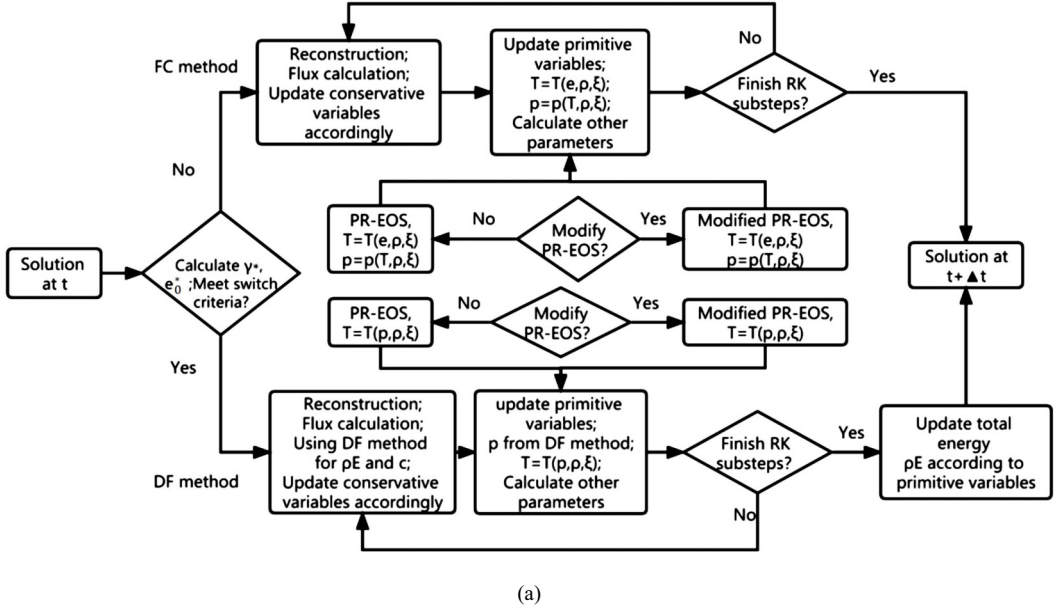 FC method
Reconstruction;
Flux calculation;
Update conservative
variables
accordingly
Update primitive
variables;
T=T(e,ρ,ξ);
p=p(T,ρ,ξ);
Calculate other
parameters
No
Finish RK
substeps?
Yes
No
PR-EOS,
T=T(e,ρ,ξ)
p=p(T,ρ,ξ)
No
Modify
PR-EOS?
Yes
Modified PR-EOS,
T=T(e,ρ,ξ)
p=p(T,ρ,ξ)
Solution
at t
Calculate γ*,
e₀* ;Meet switch
criteria?
Solution at
t+▲t
PR-EOS,
T=T(p,ρ,ξ)
No
Modify
PR-EOS?
Yes
Modified PR-EOS,
T=T(p,ρ,ξ)
Yes
DF method
Reconstruction;
Flux calculation;
Using DF method
for ρE and c;
Update conservative
variables accordingly
update primitive
variables;
p from DF method;
T=T(p,ρ,ξ);
Calculate other
parameters
Finish RK
substeps?
Yes
No
Update total
energy
ρE according to
primitive variables
(a)